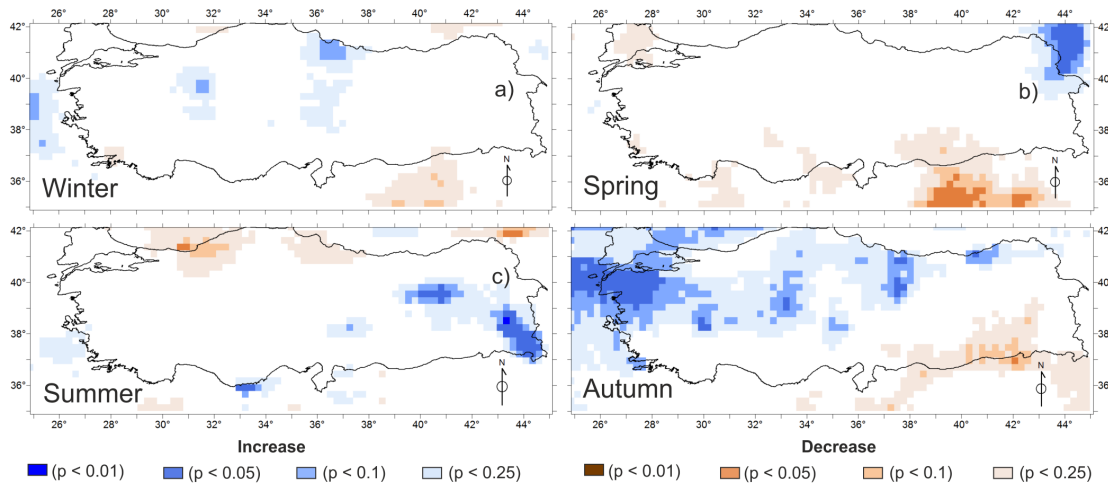 26° 28° 30° 32° 34° 36° 38° 40° 42° 44°
26° 28° 30° 32° 34° 36° 38° 40° 42° 44°
42° 42°
40° 40°
38° 38°
36° 36°
a) b)
N N
Winter Spring
42° 42°
40° 40°
38° 38°
36° 36°
c)
N N
Summer Autumn
26° 28° 30° 32° 34° 36° 38° 40° 42° 44°
26° 28° 30° 32° 34° 36° 38° 40° 42° 44°
Increase Decrease
(p < 0.01) (p < 0.05) (p < 0.1) (p < 0.25) (p < 0.01) (p < 0.05) (p < 0.1) (p < 0.25)